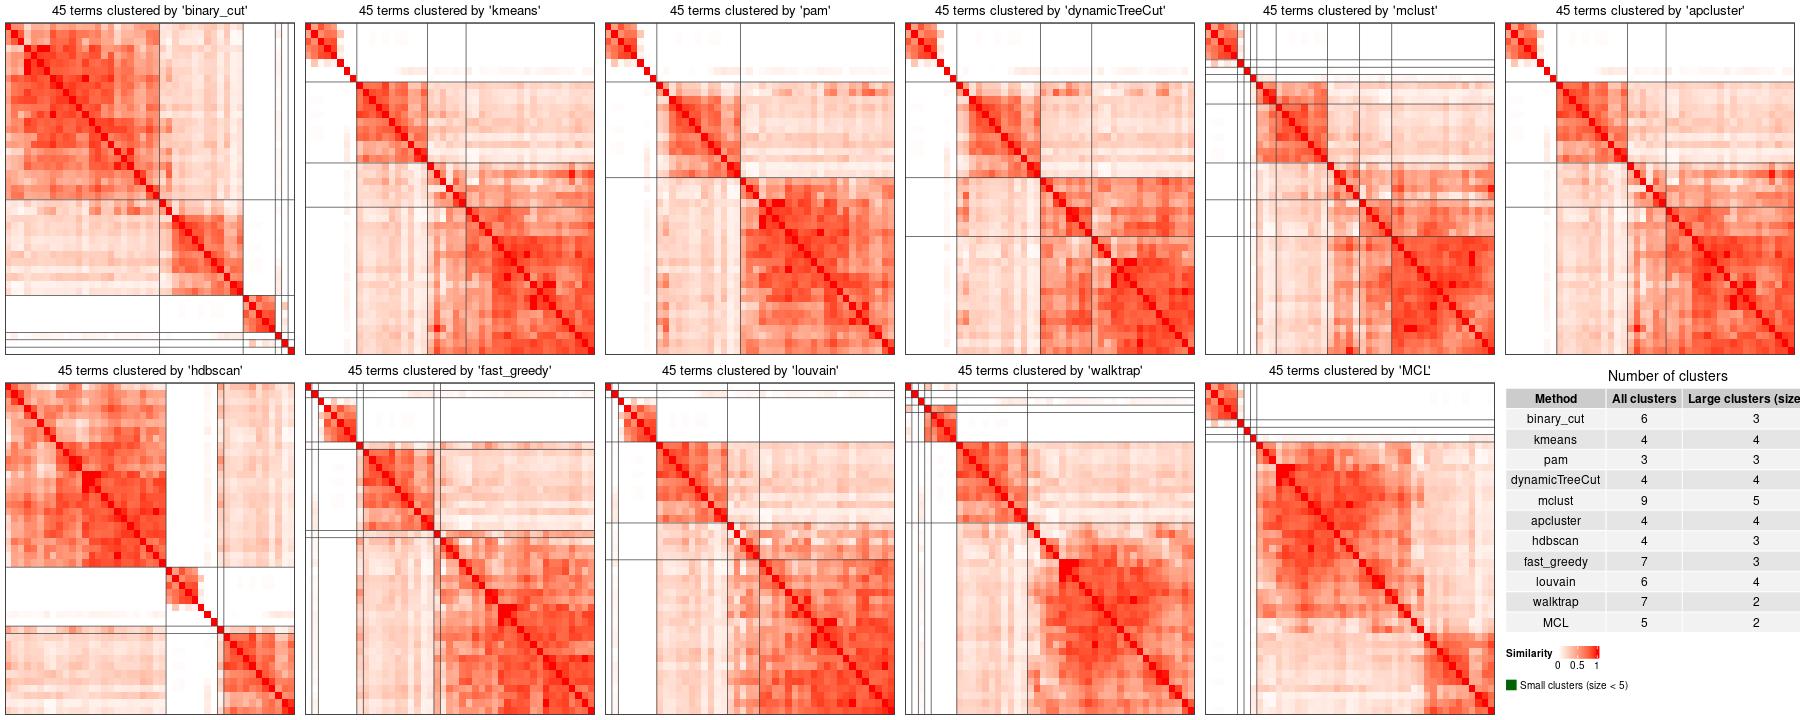 45 terms clustered by 'binary_cut'
45 terms clustered by 'kmeans'
45 terms clustered by 'pam'
45 terms clustered by 'dynamicTreeCut'
45 terms clustered by 'mclust'
45 terms clustered by 'apcluster'
45 terms clustered by 'hdbscan'
45 terms clustered by 'fast_greedy'
45 terms clustered by 'louvain'
45 terms clustered by 'walktrap'
45 terms clustered by 'MCL'
Number of clusters
Method All clusters Large clusters (size
binary_cut 6 3
kmeans 4 4
pam 3 3
dynamicTreeCut 4 4
mclust 9 5
apcluster 4 4
hdbscan 4 3
fast_greedy 7 3
louvain 6 4
walktrap 7 2
MCL 5 2
Similarity
0 0.5 1
Small clusters (size < 5)